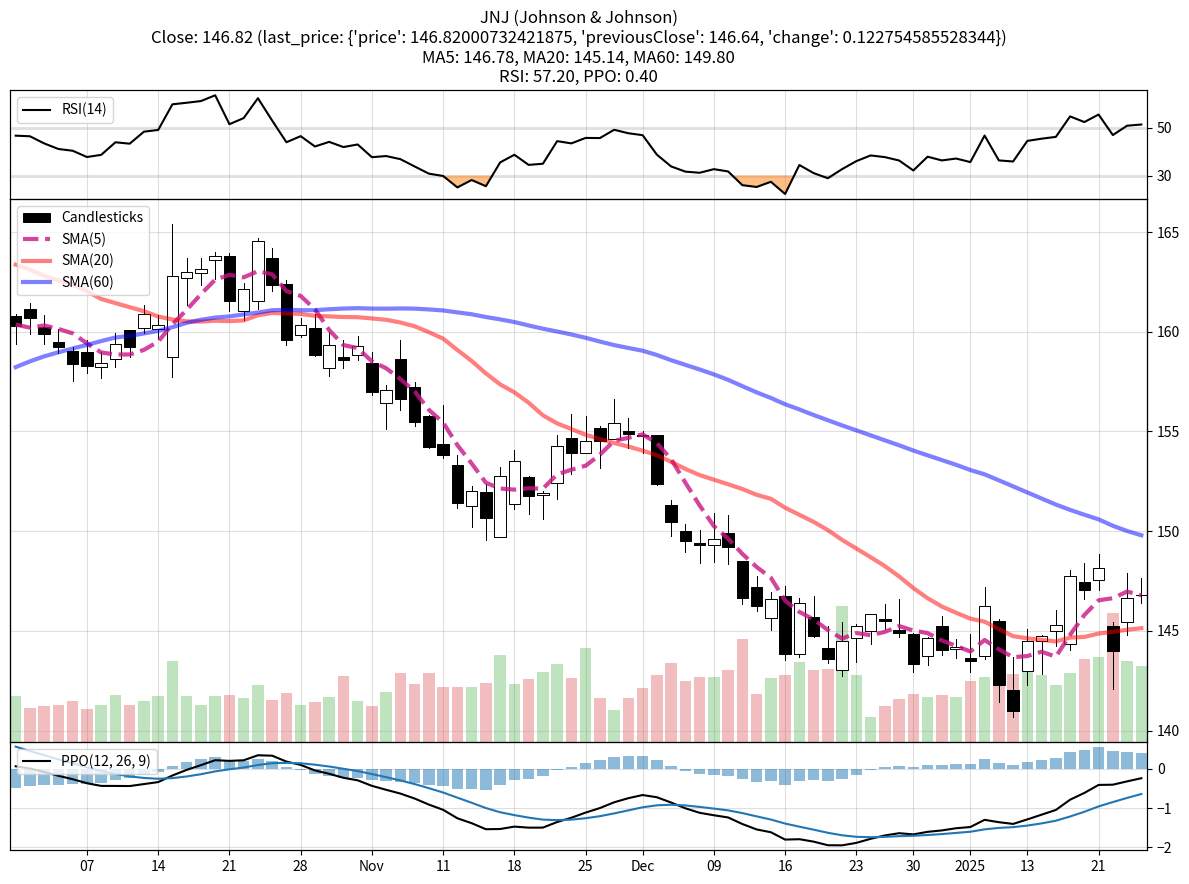 JNJ (Johnson & Johnson)
Close: 146.82 (last_price: {'price': 146.82000732421875, 'previousClose': 146.64, 'change': 0.122754585528344})
MA5: 146.78, MA20: 145.14, MA60: 149.80
RSI: 57.20, PPO: 0.40
RSI(14)
50
30
Candlesticks
SMA(5)
SMA(20)
SMA(60)
165
160
155
150
145
140
PPO(12, 26, 9)
0
−1
−2
07 14 21 28 Nov 11 18 25 Dec 09 16 23 30 2025 13 21